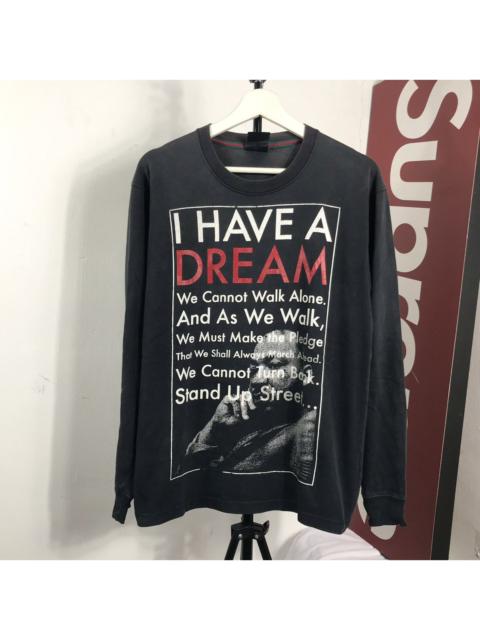 I HAVE A
DREAM
We Cannot Walk Alone.
And As We Walk,
We Must Make the Pledge
That We Shall Always March Ahead.
We Cannot Turn Back.
Stand Up Street...
Supreme